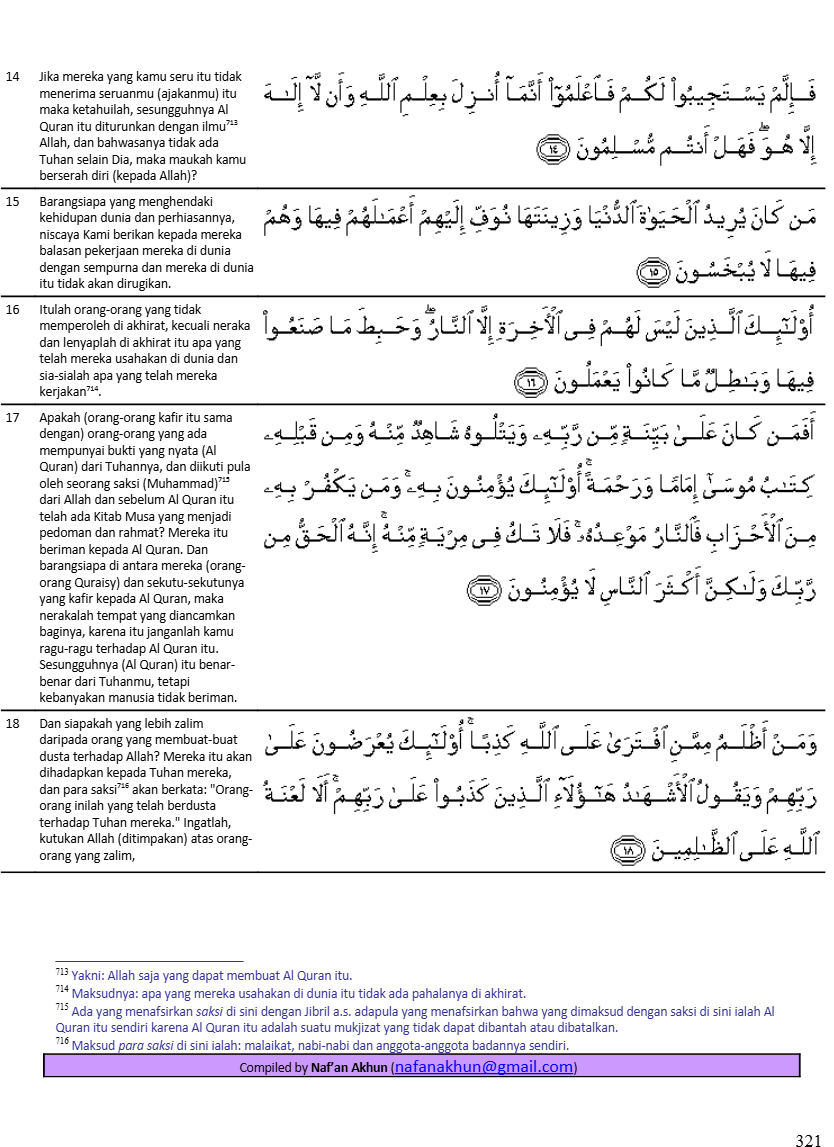 14 Jika mereka yang kamu seru itu tidak
menerima seruanmu (ajakanmu) itu
maka ketahuilah, sesungguhnya Al
Quran itu diturunkan dengan ilmu713
Allah, dan bahwasanya tidak ada
Tuhan selain Dia, maka maukah kamu
berserah diri (kepada Allah)?
فَإِلَّمْ يَسْتَجِيبُوا۟ لَكُمْ فَٱعْلَمُوٓا۟ أَنَّمَآ أُنزِلَ بِعِلْمِ ٱللَّهِ وَأَن لَّآ إِلَـٰهَ
إِلَّا هُوَ ۖ فَهَلْ أَنتُم مُّسْلِمُونَ ١٤
15 Barangsiapa yang menghendaki
kehidupan dunia dan perhiasannya,
niscaya Kami berikan kepada mereka
balasan pekerjaan mereka di dunia
dengan sempurna dan mereka di dunia
itu tidak akan dirugikan.
مَن كَانَ يُرِيدُ ٱلْحَيَوٰةَ ٱلدُّنْيَا وَزِينَتَهَا نُوَفِّ إِلَيْهِمْ أَعْمَـٰلَهُمْ فِيهَا وَهُمْ
فِيهَا لَا يُبْخَسُونَ ١٥
16 Itulah orang-orang yang tidak
memperoleh di akhirat, kecuali neraka
dan lenyaplah di akhirat itu apa yang
telah mereka usahakan di dunia dan
sia-sialah apa yang telah mereka
kerjakan714.
أُو۟لَـٰٓئِكَ ٱلَّذِينَ لَيْسَ لَهُمْ فِى ٱلْـَٔاخِرَةِ إِلَّا ٱلنَّارُ ۖ وَحَبِطَ مَا صَنَعُوا۟
فِيهَا وَبَـٰطِلٌ مَّا كَانُوا۟ يَعْمَلُونَ ١٦
17 Apakah (orang-orang kafir itu sama
dengan) orang-orang yang ada
mempunyai bukti yang nyata (Al
Quran) dari Tuhannya, dan diikuti pula
oleh seorang saksi (Muhammad)715
dari Allah dan sebelum Al Quran itu
telah ada Kitab Musa yang menjadi
pedoman dan rahmat? Mereka itu
beriman kepada Al Quran. Dan
barangsiapa di antara mereka (orang-
orang Quraisy) dan sekutu-sekutunya
yang kafir kepada Al Quran, maka
nerakalah tempat yang diancamkan
baginya, karena itu janganlah kamu
ragu-ragu terhadap Al Quran itu.
Sesungguhnya (Al Quran) itu benar-
benar dari Tuhanmu, tetapi
kebanyakan manusia tidak beriman.
أَفَمَن كَانَ عَلَىٰ بَيِّنَةٍ مِّن رَّبِّهِۦ وَيَتْلُوهُ شَاهِدٌ مِّنْهُ وَمِن قَبْلِهِۦ
كِتَـٰبُ مُوسَىٰٓ إِمَامًا وَرَحْمَةً ۚ أُو۟لَـٰٓئِكَ يُؤْمِنُونَ بِهِۦ ۚ وَمَن يَكْفُرْ بِهِۦ
مِنَ ٱلْأَحْزَابِ فَٱلنَّارُ مَوْعِدُهُۥ ۚ فَلَا تَكُ فِى مِرْيَةٍ مِّنْهُ ۚ إِنَّهُ ٱلْحَقُّ مِن
رَّبِّكَ وَلَـٰكِنَّ أَكْثَرَ ٱلنَّاسِ لَا يُؤْمِنُونَ ١٧
18 Dan siapakah yang lebih zalim
daripada orang yang membuat-buat
dusta terhadap Allah? Mereka itu akan
dihadapkan kepada Tuhan mereka,
dan para saksi716 akan berkata: "Orang-
orang inilah yang telah berdusta
terhadap Tuhan mereka." Ingatlah,
kutukan Allah (ditimpakan) atas orang-
orang yang zalim,
وَمَنْ أَظْلَمُ مِمَّنِ ٱفْتَرَىٰ عَلَى ٱللَّهِ كَذِبًا ۚ أُو۟لَـٰٓئِكَ يُعْرَضُونَ عَلَىٰ
رَبِّهِمْ وَيَقُولُ ٱلْأَشْهَـٰدُ هَـٰٓؤُلَآءِ ٱلَّذِينَ كَذَبُوا۟ عَلَىٰ رَبِّهِمْ ۚ أَلَا لَعْنَةُ
ٱللَّهِ عَلَى ٱلظَّـٰلِمِينَ ١٨
713 Yakni: Allah saja yang dapat membuat Al Quran itu.
714 Maksudnya: apa yang mereka usahakan di dunia itu tidak ada pahalanya di akhirat.
715 Ada yang menafsirkan saksi di sini dengan Jibril a.s. adapula yang menafsirkan bahwa yang dimaksud dengan saksi di sini ialah Al
Quran itu sendiri karena Al Quran itu adalah suatu mukjizat yang tidak dapat dibantah atau dibatalkan.
716 Maksud para saksi di sini ialah: malaikat, nabi-nabi dan anggota-anggota badannya sendiri.
Compiled by Naf'an Akhun (nafanakhun@gmail.com)
321